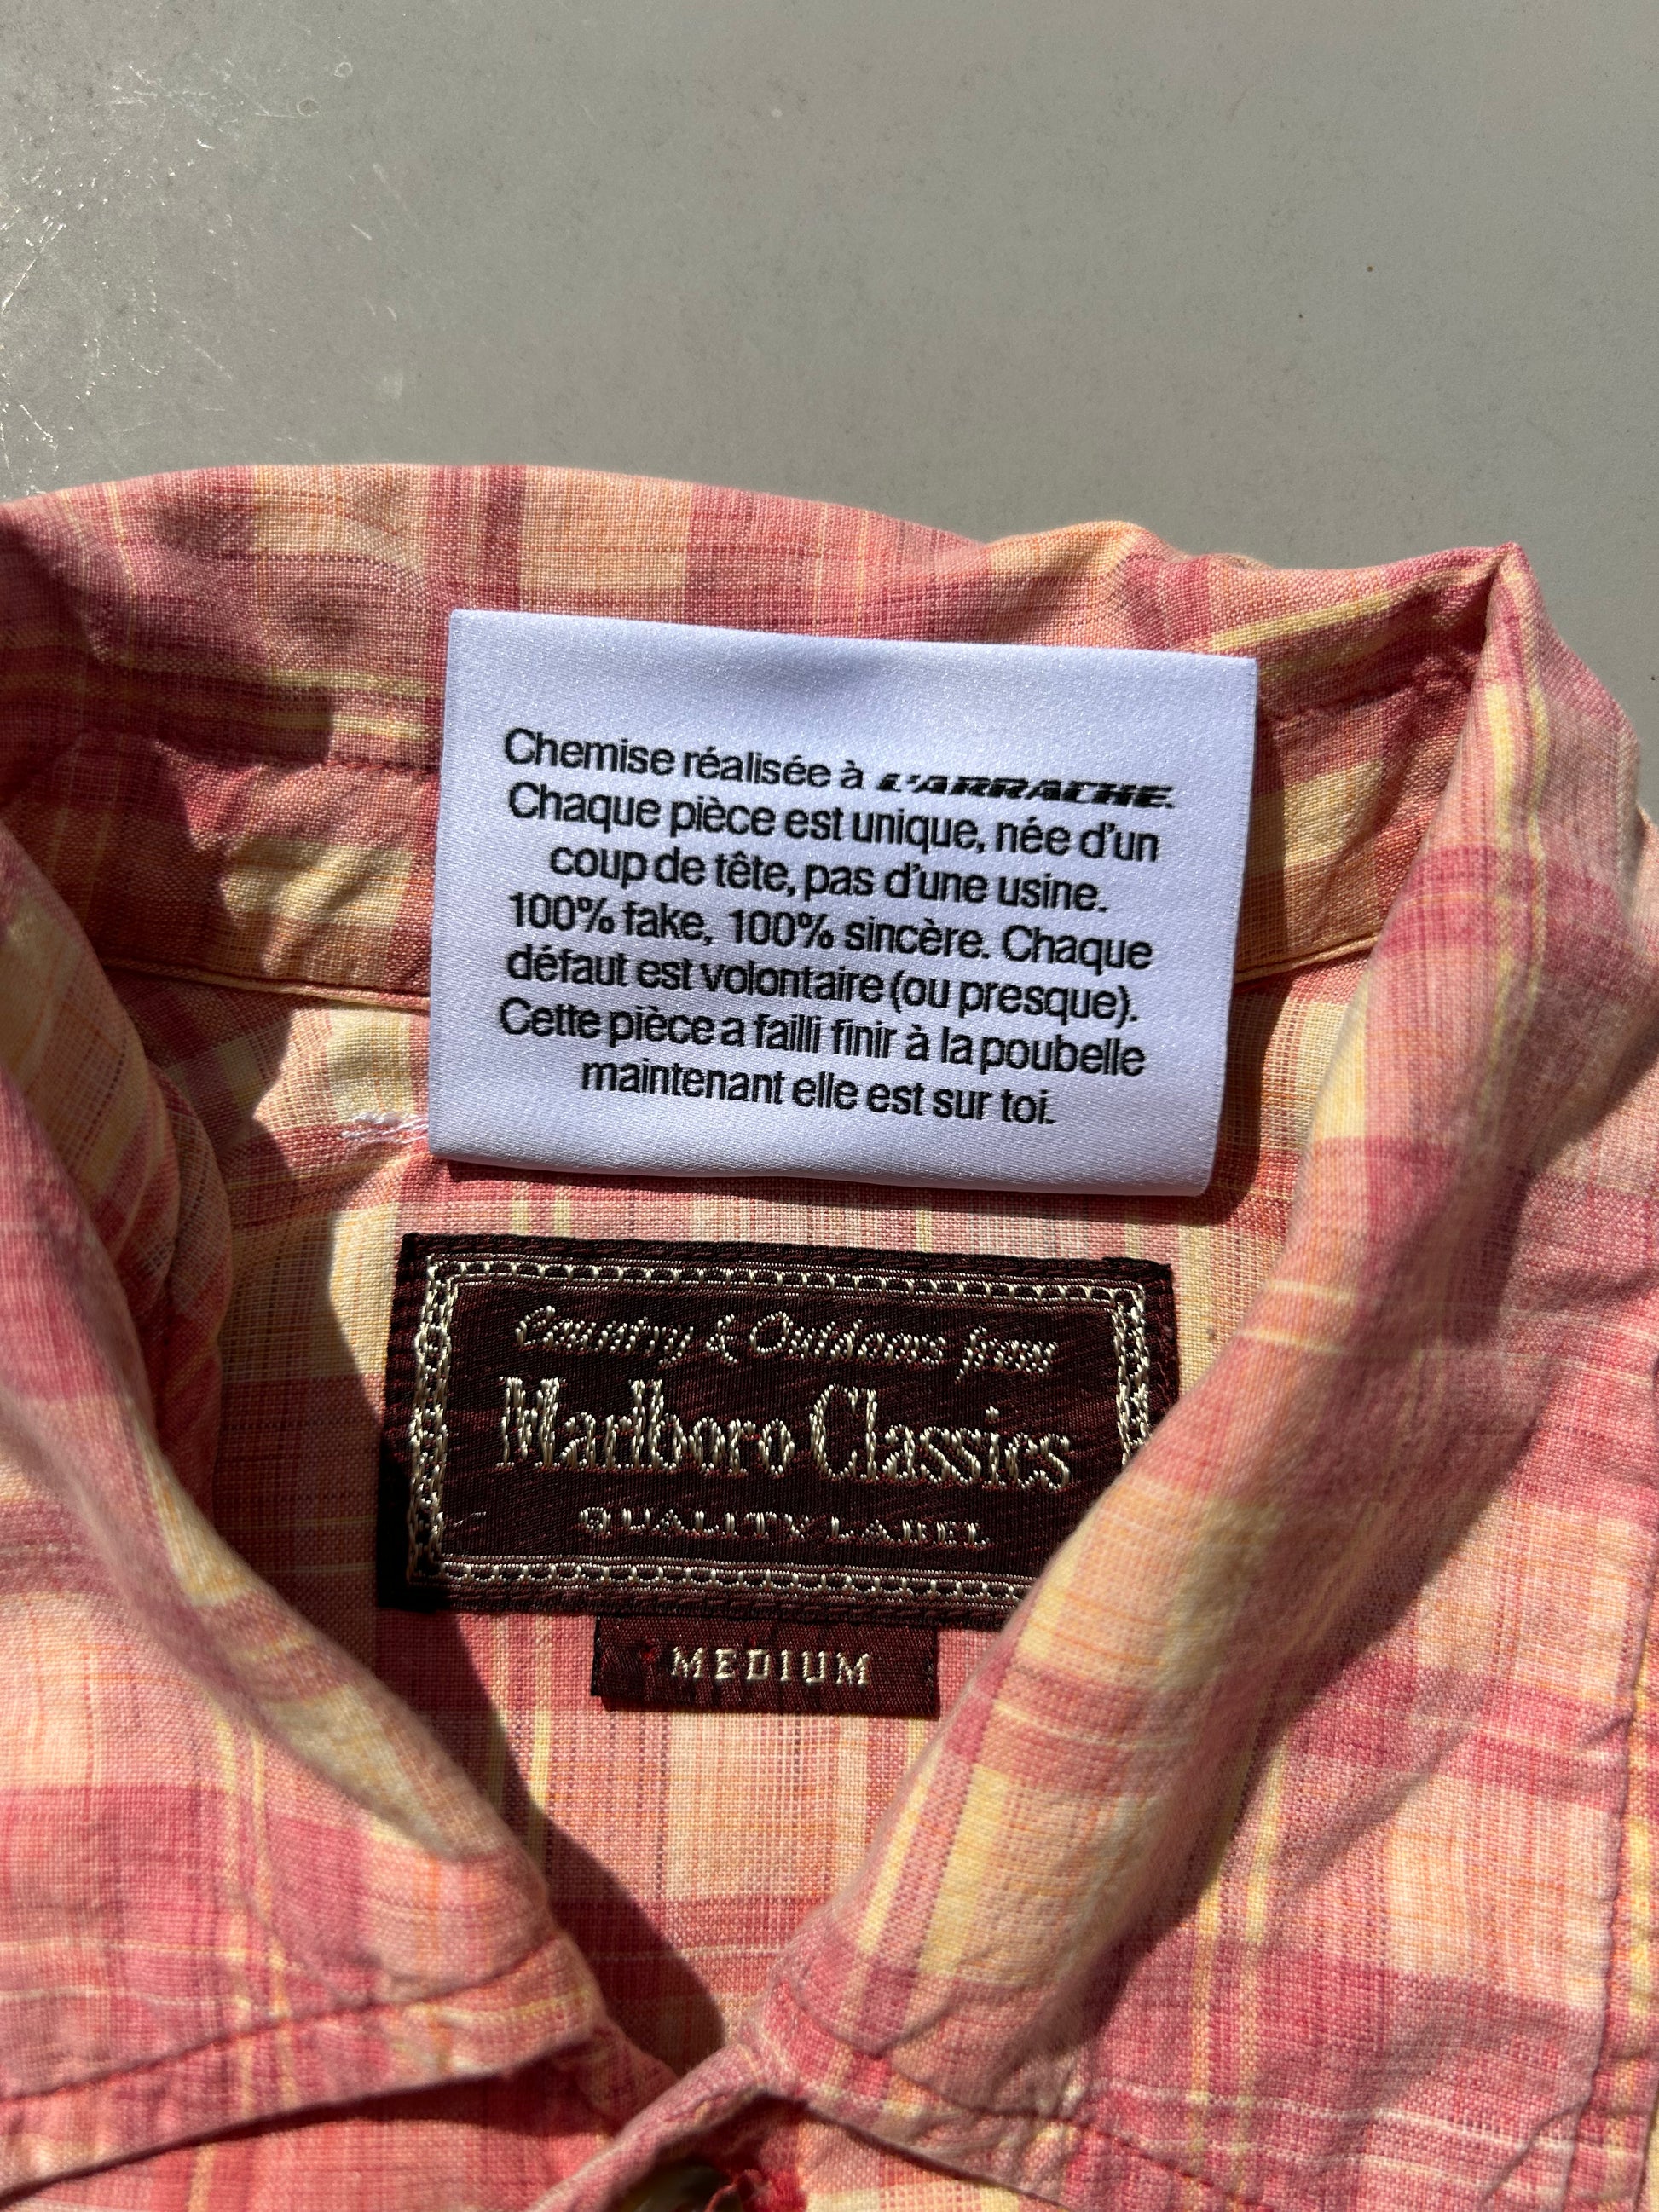 Chemise réalisée à L'ARRACHE.
Chaque pièce est unique, née d'un
coup de tête, pas d'une usine.
100% fake, 100% sincère. Chaque
défaut est volontaire (ou presque).
Cette pièce a failli finir à la poubelle
maintenant elle est sur toi.
Country & Outdoors from
Marlboro Classics
QUALITY LABEL
MEDIUM